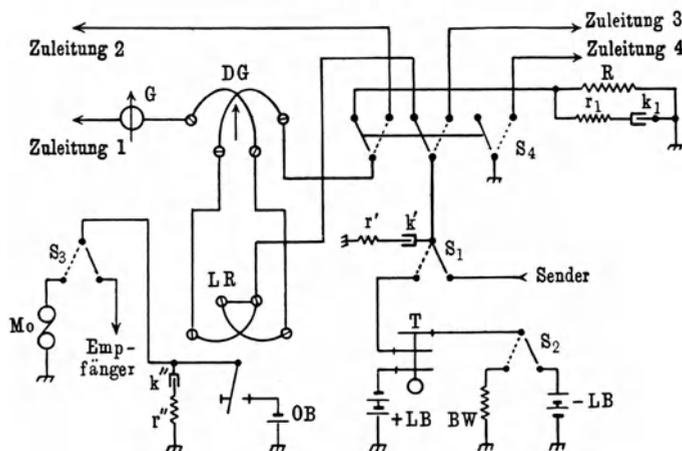 Zuleitung 3
Zuleitung 2
DG
Zuleitung 4
R
G
r₁
k₁
Zuleitung 1
S₄
r'
k'
S₁
S₃
LR
Sender
Mo
T
S₂
Emp-
fänger
k"
r"
OB
+LB
BW
-LB